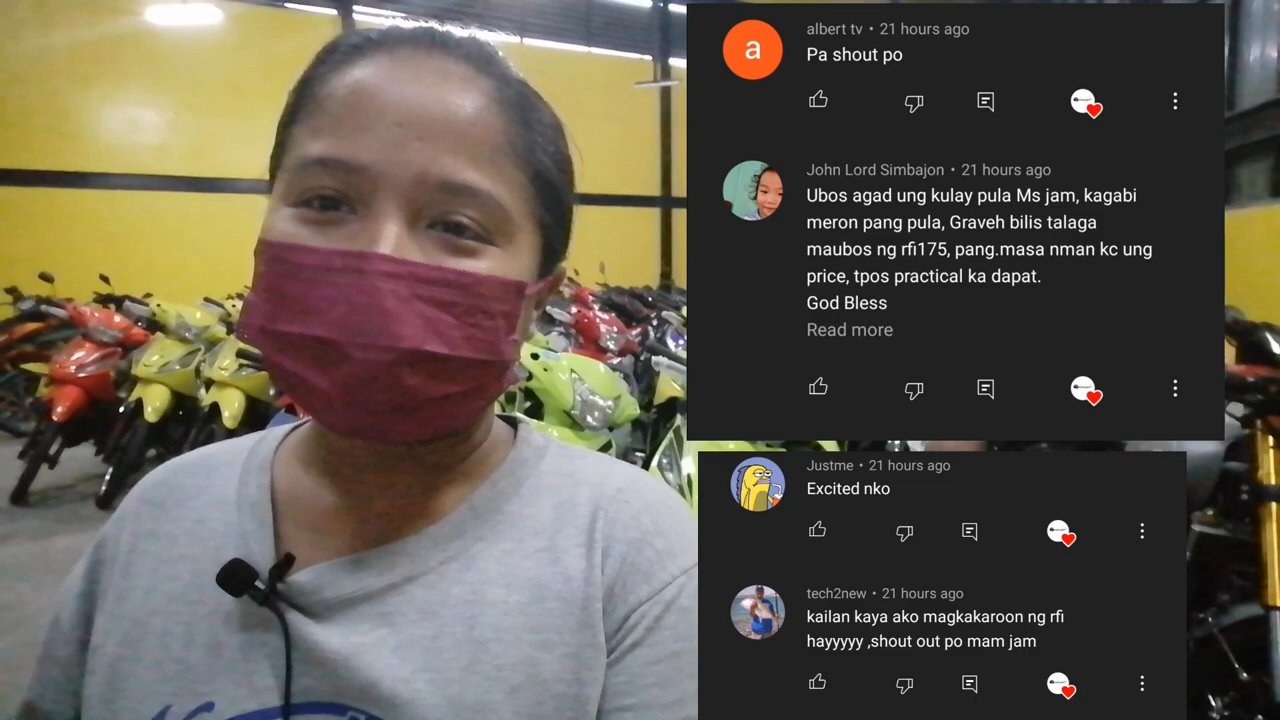 a
albert tv • 21 hours ago
Pa shout po
John Lord Simbajon • 21 hours ago
Ubos agad ung kulay pula Ms jam, kagabi
meron pang pula, Graveh bilis talaga
maubos ng rfi175, pang.masa nman kc ung
price, tpos practical ka dapat.
God Bless
Read more
Justme • 21 hours ago
Excited nko
tech2new • 21 hours ago
kailan kaya ako magkakaroon ng rfi
hayyyyy ,shout out po mam jam